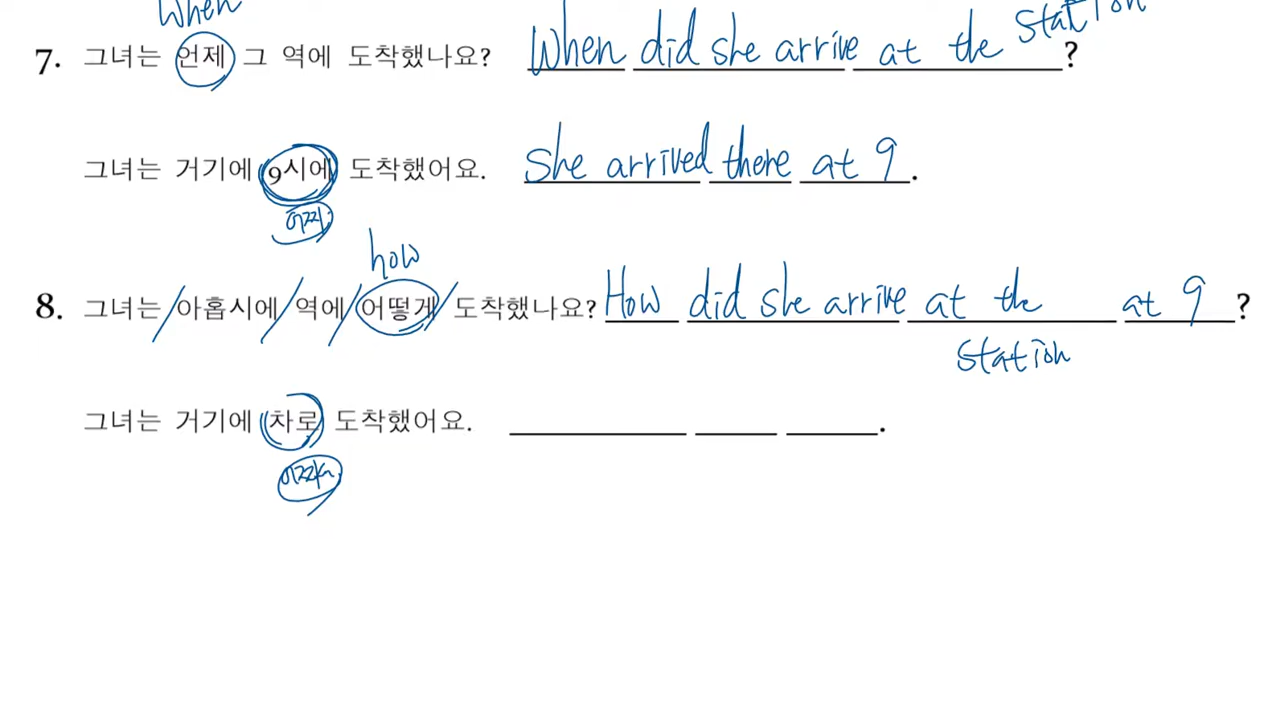 When
7. 그녀는 언제 그 역에 도착했나요? When did she arrive at the station?
그녀는 거기에 9시에 도착했어요. She arrived there at 9.
how
8. 그녀는/아홉시에/역에/어떻게/도착했나요? How did she arrive at the at 9?
station
그녀는 거기에 차로 도착했어요.